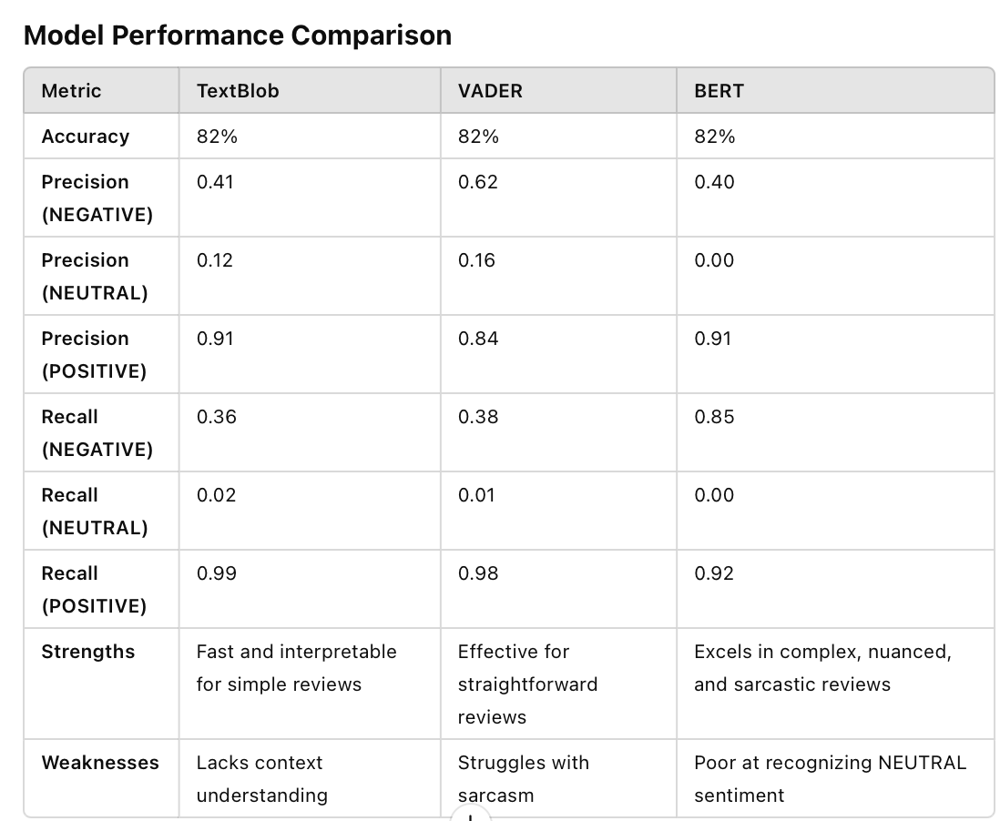 Model Performance Comparison
Metric TextBlob VADER BERT
Accuracy 82% 82% 82%
Precision 0.41 0.62 0.40
(NEGATIVE)
Precision 0.12 0.16 0.00
(NEUTRAL)
Precision 0.91 0.84 0.91
(POSITIVE)
Recall 0.36 0.38 0.85
(NEGATIVE)
Recall 0.02 0.01 0.00
(NEUTRAL)
Recall 0.99 0.98 0.92
(POSITIVE)
Strengths Fast and interpretable Effective for Excels in complex, nuanced,
for simple reviews straightforward and sarcastic reviews
reviews
Weaknesses Lacks context Struggles with Poor at recognizing NEUTRAL
understanding sarcasm sentiment